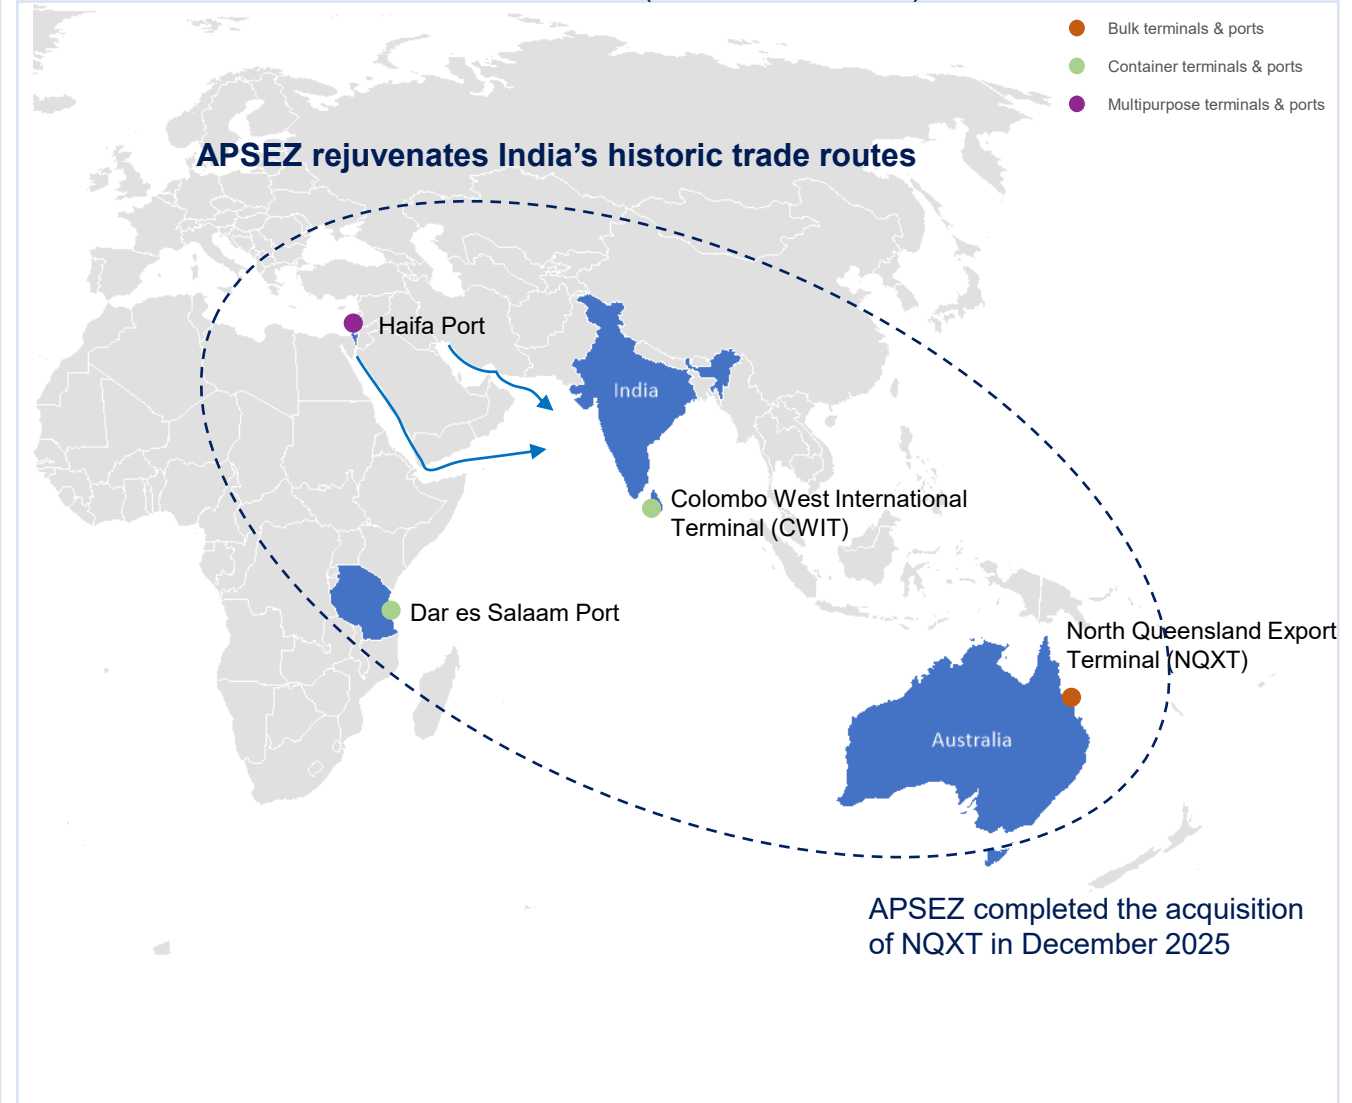 Bulk terminals & ports
Container terminals & ports
Multipurpose terminals & ports
APSEZ rejuvenates India’s historic trade routes
Haifa Port
India
Colombo West International
Terminal (CWIT)
Dar es Salaam Port
North Queensland Export
Terminal (NQXT)
Australia
APSEZ completed the acquisition
of NQXT in December 2025